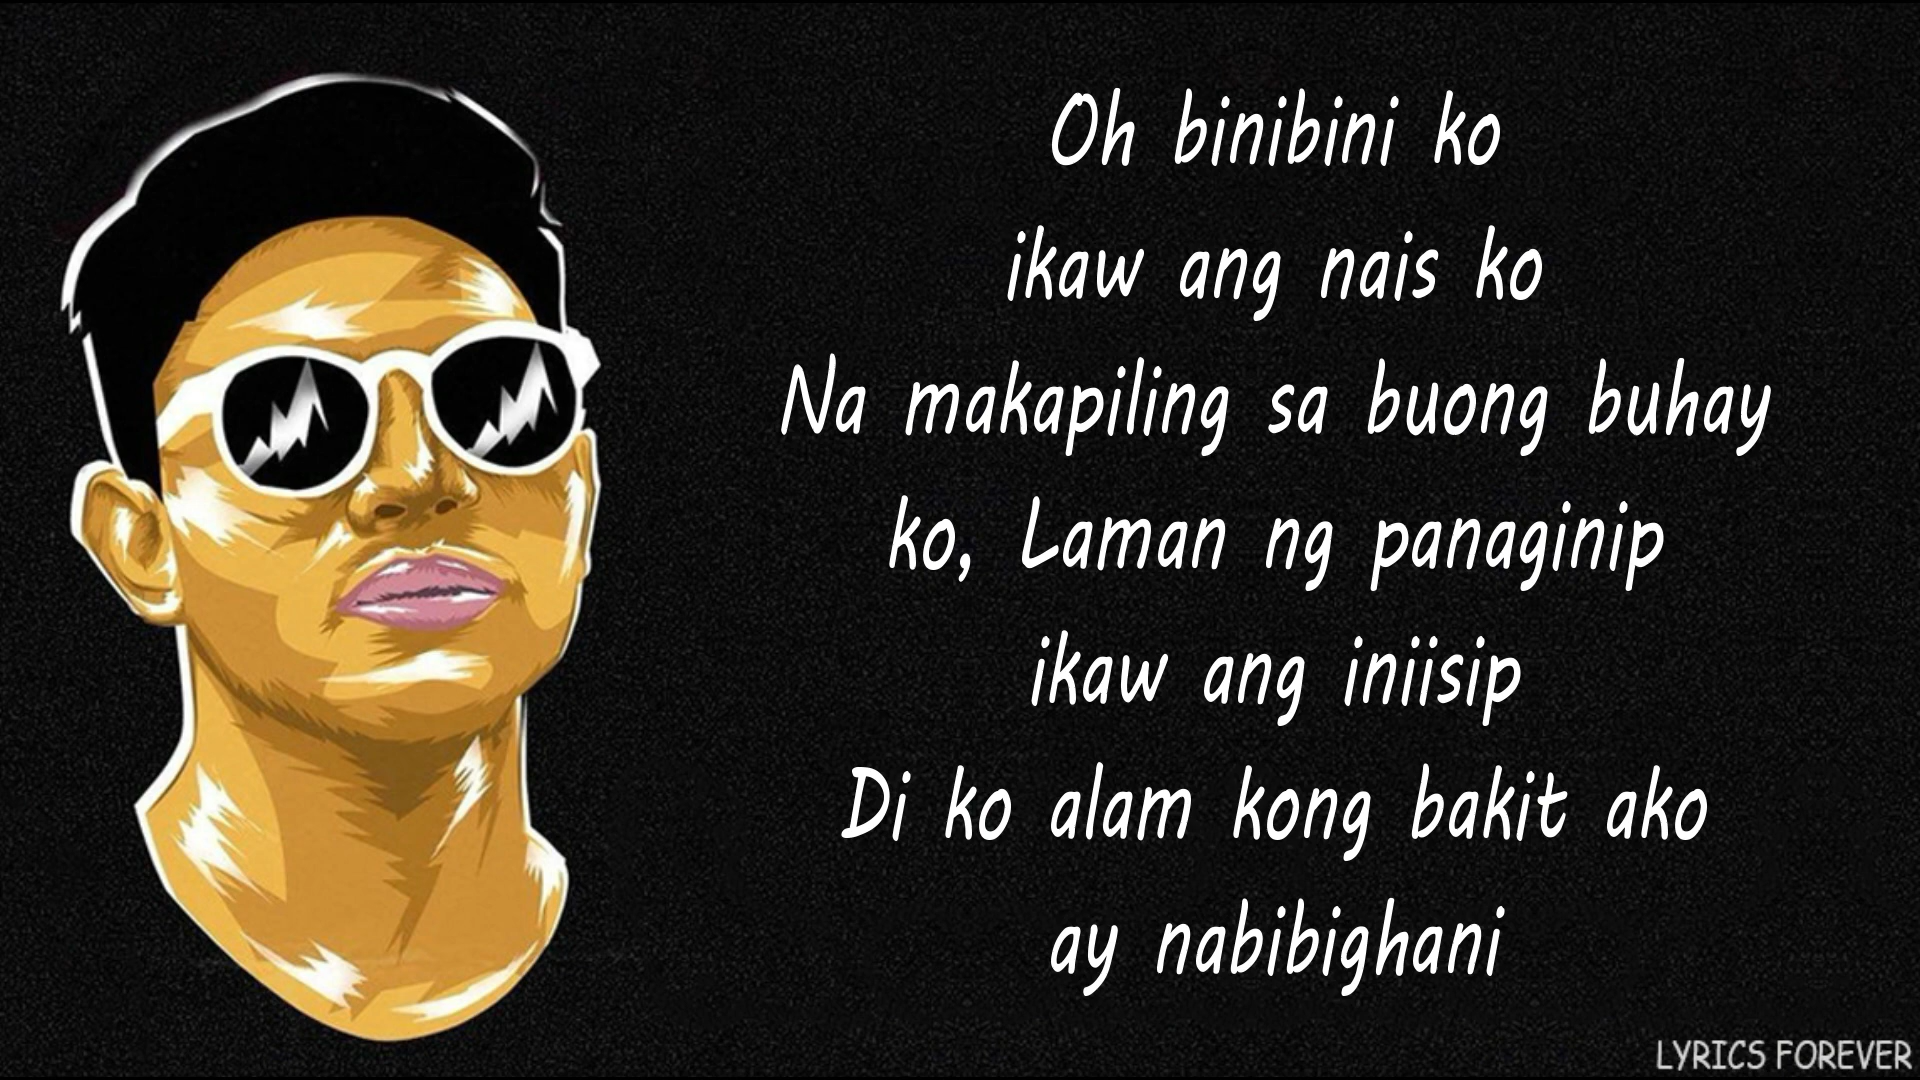 Oh binibini ko
ikaw ang nais ko
Na makapiling sa buong buhay
ko, Laman ng panaginip
ikaw ang iniisip
Di ko alam kong bakit ako
ay nabibighani
LYRICS FOREVER